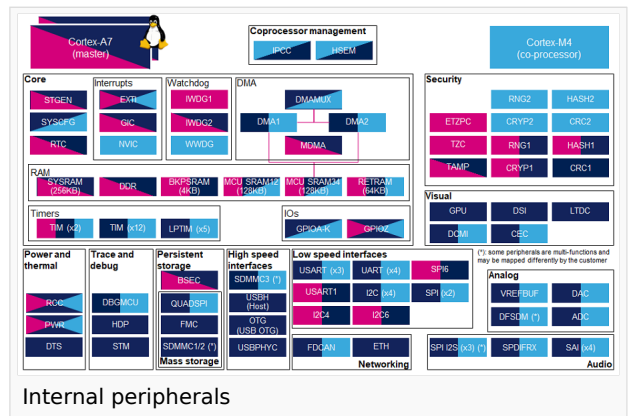 Cortex-A7
(master)
Coprocessor management
IPCC
HSEM
Cortex-M4
(co-processor)
Core
STGEN
SYSCFG
RTC
Interrupts
EXTI
GIC
NVIC
Watchdog
IWDG1
IWDG2
WWDG
DMA
DMAMUX
DMA1
DMA2
MDMA
Security
RNG2
HASH2
ETZPC
CRYP2
CRC2
TZC
RNG1
HASH1
TAMP
CRYP1
CRC1
RAM
SYSRAM
(256KB)
DDR
BKPSRAM
(4KB)
MCU SRAM12
(128KB)
MCU SRAM34
(128KB)
RETRAM
(64KB)
Timers
TIM (x2)
TIM (x12)
LPTIM (x5)
IOs
GPIOA-K
GPIOZ
Visual
GPU
DSI
LTDC
DCMI
CEC
(*): some peripherals are multi-functions and
may be mapped differently by the customer
Power and
thermal
RCC
PWR
DTS
Trace and
debug
DBGMCU
HDP
STM
Persistent
storage
BSEC
QUADSPI
FMC
SDMMC1/2 (*)
Mass storage
High speed
interfaces
SDMMC3 (*)
USBH
(Host)
OTG
(USB OTG)
USBPHYC
Low speed interfaces
USART (x3)
UART (x4)
SPI6
USART1
I2C (x4)
SPI (x2)
I2C4
I2C6
FDCAN
ETH
Networking
Analog
VREFBUF
DAC
DFSDM (*)
ADC
SPI I2S (x3) (*)
SPDIFRX
SAI (x4)
Audio
Internal peripherals